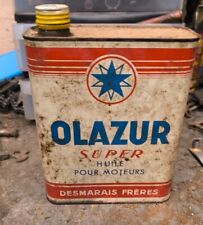 OLAZUR
SUPER
HUILE
POUR MOTEURS
DESMARAIS FRÈRES